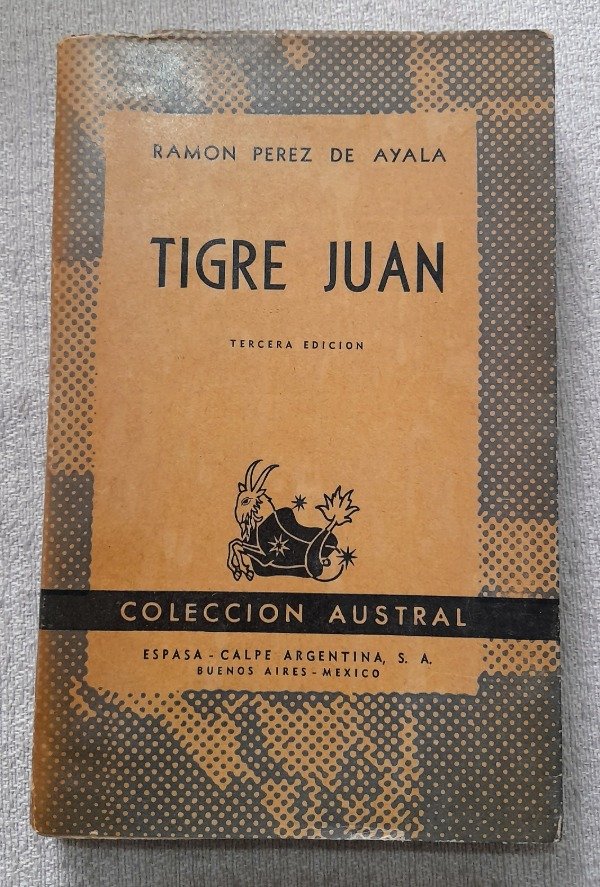 RAMON PEREZ DE AYALA
TIGRE JUAN
TERCERA EDICION
COLECCION AUSTRAL
ESPASA - CALPE ARGENTINA, S. A.
BUENOS AIRES - MEXICO